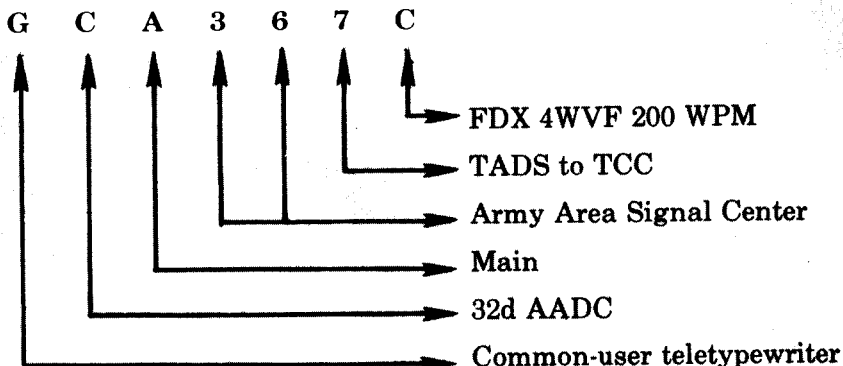 G C A 3 6 7 C
FDX 4WVF 200 WPM
TADS to TCC
Army Area Signal Center
Main
32d AADC
Common-user teletypewriter